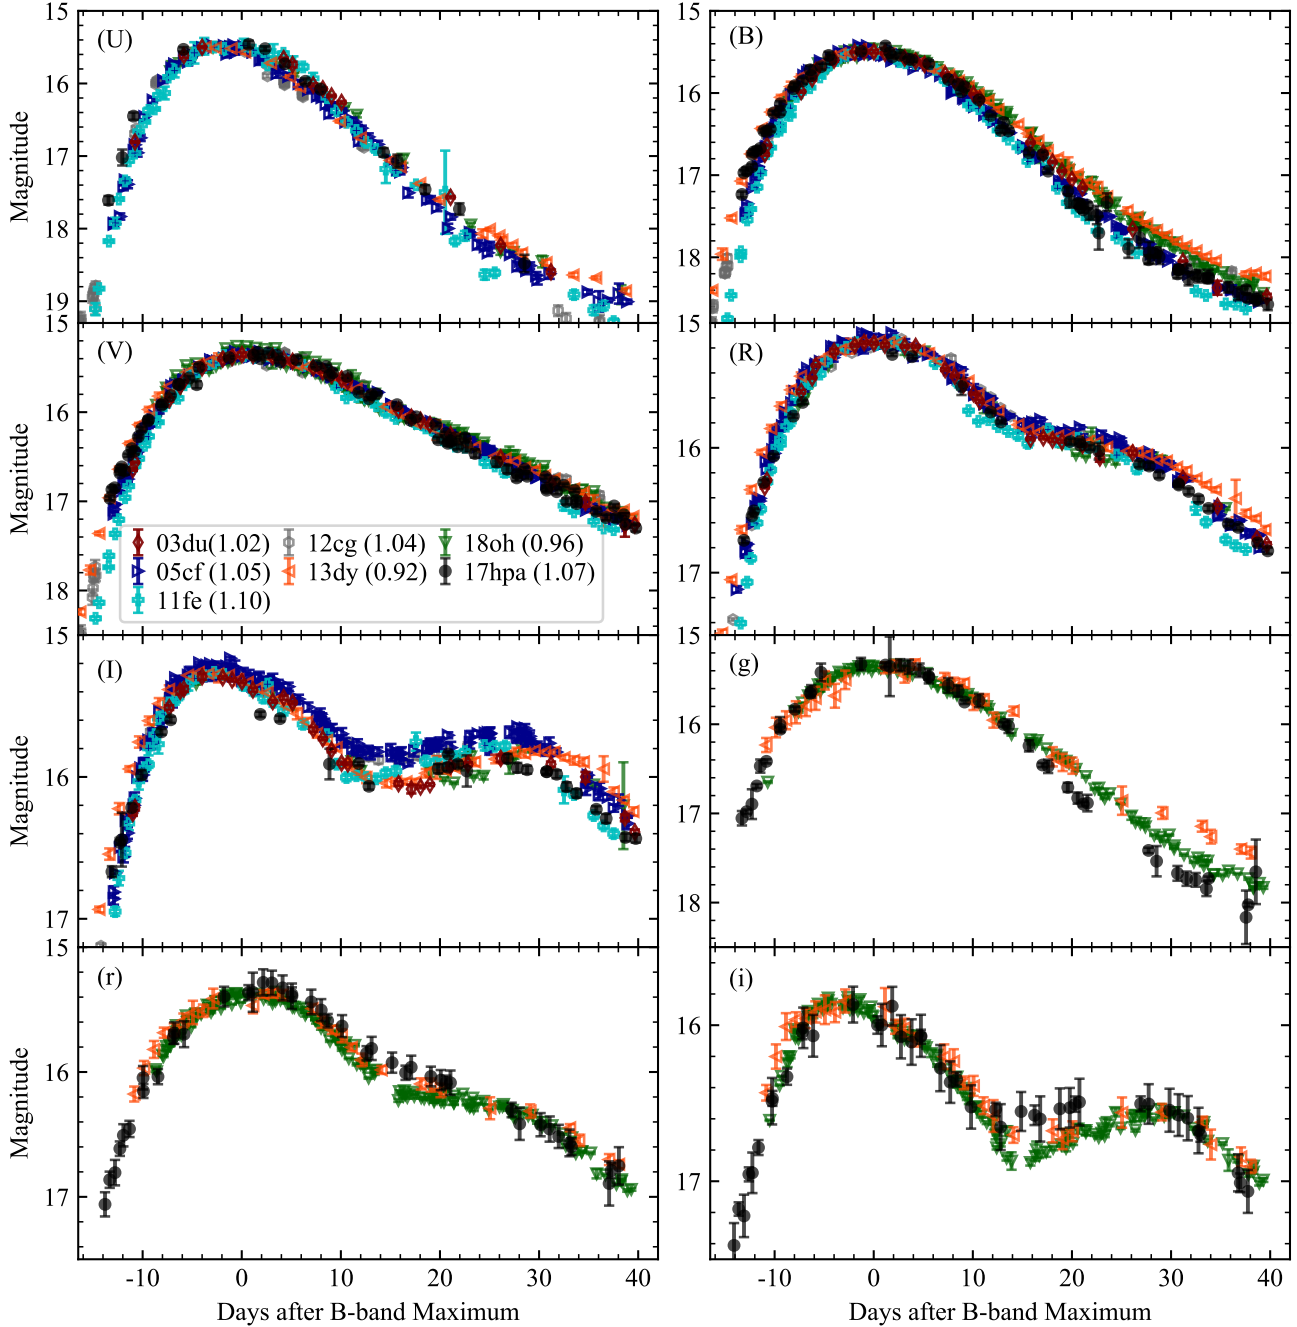 15
16
17
18
19
Magnitude
(U)
15
16
17
18
(B)
15
16
17
18
Magnitude
(V)
03du(1.02)
12cg (1.04)
18oh (0.96)
05cf (1.05)
13dy (0.92)
17hpa (1.07)
11fe (1.10)
16
17
(R)
15
16
17
Magnitude
(I)
16
17
18
(g)
15
16
17
Magnitude
(r)
16
17
(i)
-10 0 10 20 30 40
-10 0 10 20 30 40
Days after B-band Maximum
Days after B-band Maximum